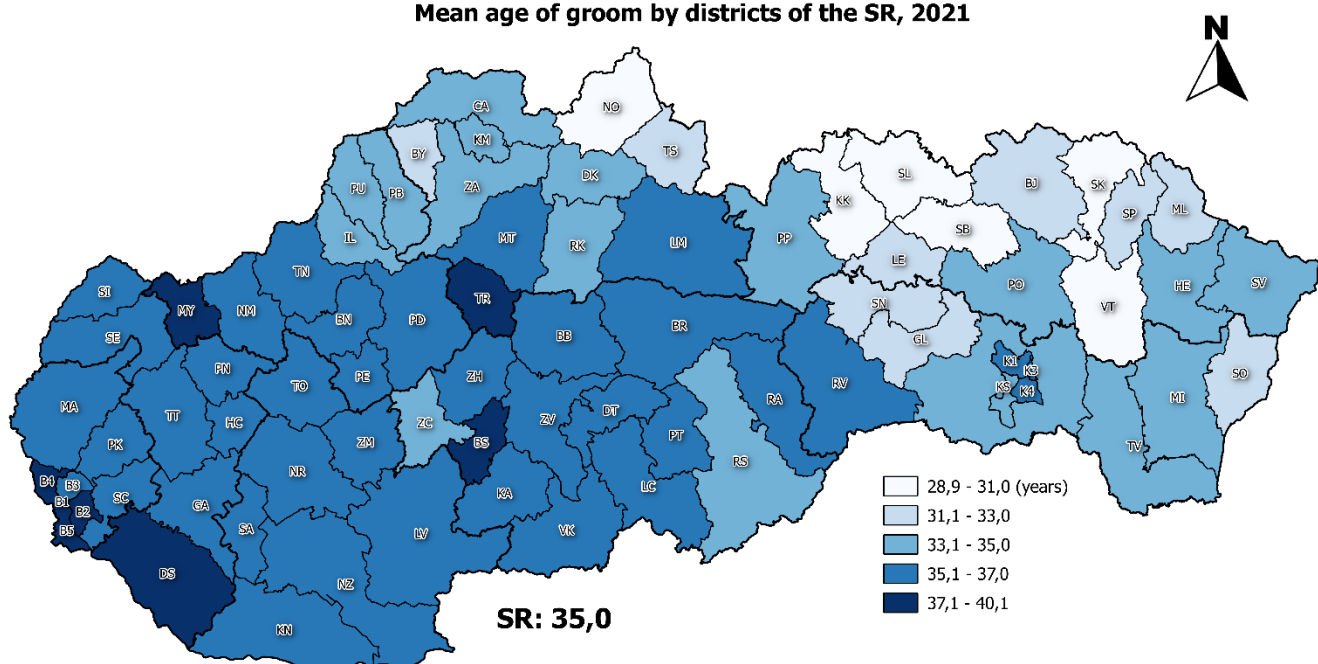 Mean age of groom by districts of the SR, 2021
N
CA
NO
KM
BY
TS
PU
PB
ZA
DK
IL
MT
RK
LM
PP
KK
SL
SB
LE
BJ
SK
SP
ML
VT
PO
HE
SV
SN
GL
SO
SI
MY
NM
TN
BN
PD
TR
SE
BB
BR
RV
RA
K1
K3
KS
K4
MI
TV
PN
TO
PE
ZH
MA
TT
HC
ZM
ZC
BS
ZV
DT
PT
RS
PK
NR
B4
B3
B1
B2
B5
SC
GA
SA
LV
KA
LC
VK
DS
NZ
KN
28,9 - 31,0 (years)
31,1 - 33,0
33,1 - 35,0
35,1 - 37,0
37,1 - 40,1
SR: 35,0